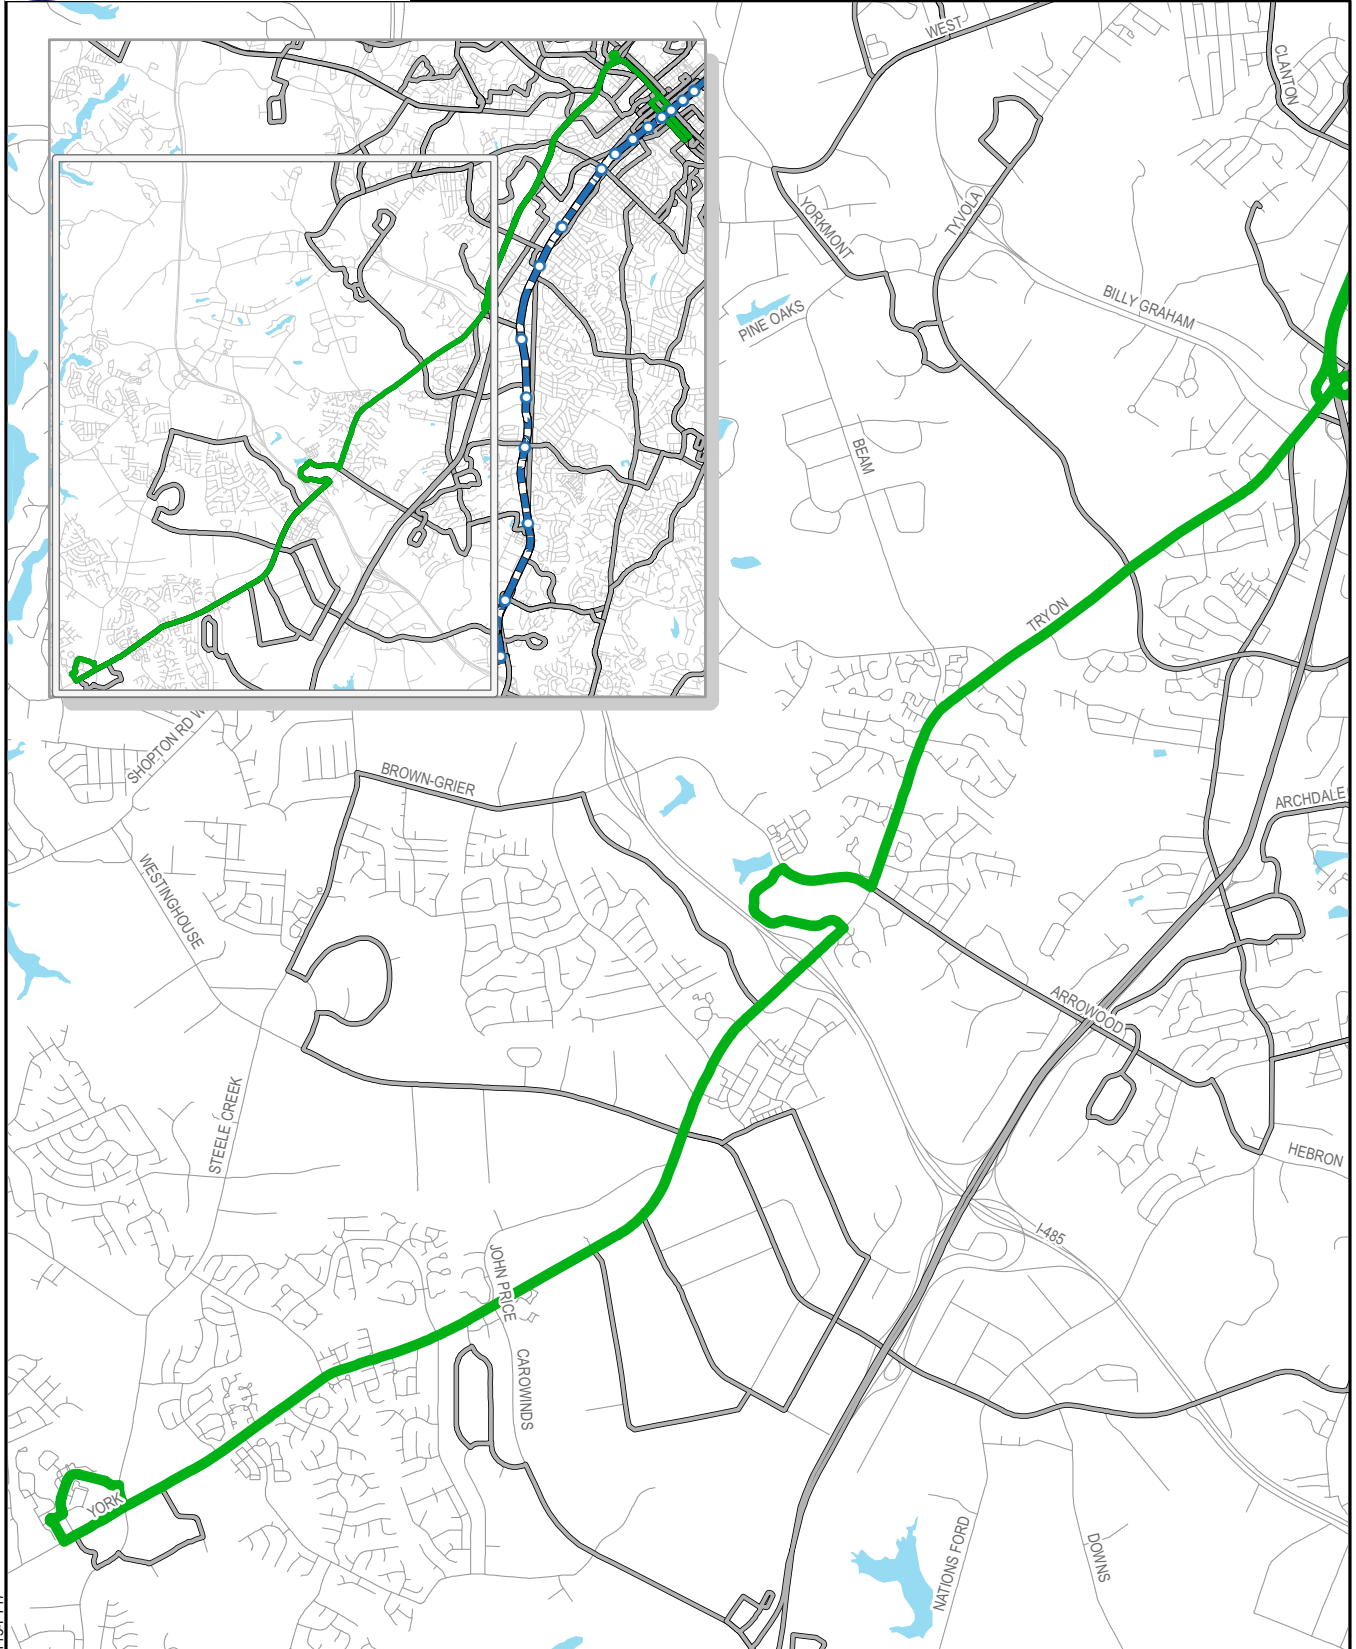 WEST
CLANTON
TYVOLA
YORKMONT
BILLY GRAHAM
PINE OAKS
BEAM
TRYON
SHOPTON RD W
BROWN-GRIER
ARCHDALE
WESTINGHOUSE
ARROWOOD
STEELE CREEK
HEBRON
I-485
JOHN PRICE
CAROWINDS
YORK
NATIONS FORD
DOWNS